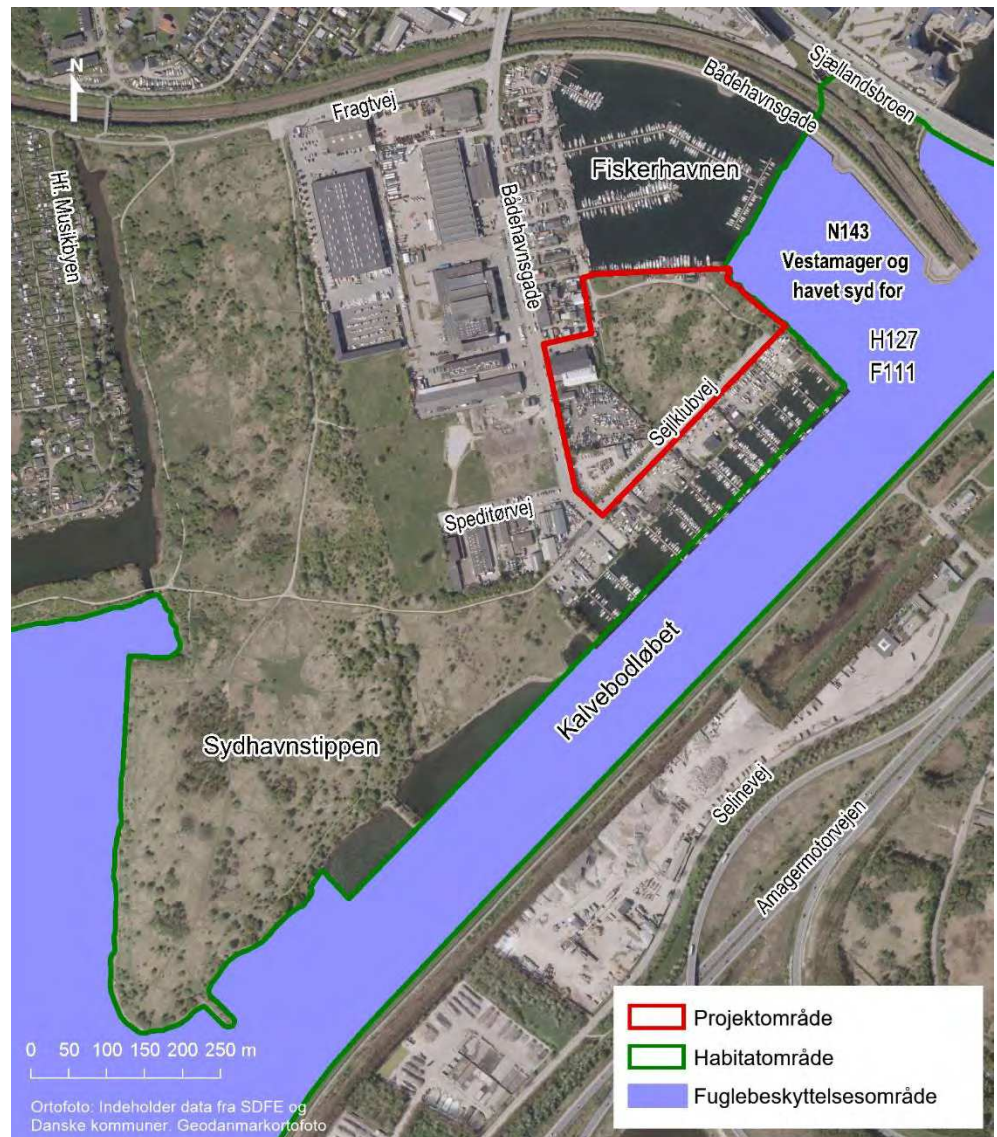 N
Fragtvej
Bådehavnsgade
Sjællandsbroen
Hf. Musikbyen
Fiskerhavnen
Bådehavnsgade
N143
Vestamager og
havet syd for
H127
F111
Sejlklubvej
Speditørvej
Kalvebodløbet
Sydhavnstippen
Selinevej
Amagermotorvejen
0 50 100 150 200 250 m
Ortofoto: Indeholder data fra SDFE og
Danske kommuner. Geodanmarkortofoto
Projektområde
Habitatområde
Fuglebeskyttelsesområde